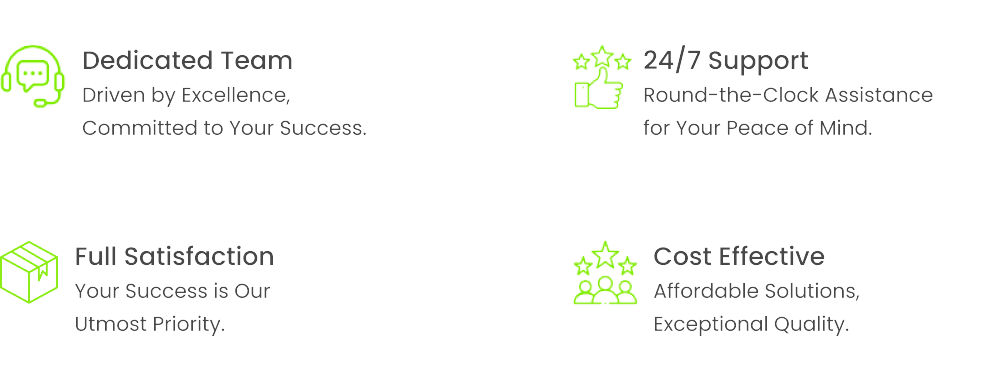 Dedicated Team
Driven by Excellence,
Committed to Your Success.
24/7 Support
Round-the-Clock Assistance
for Your Peace of Mind.
Full Satisfaction
Your Success is Our
Utmost Priority.
Cost Effective
Affordable Solutions,
Exceptional Quality.